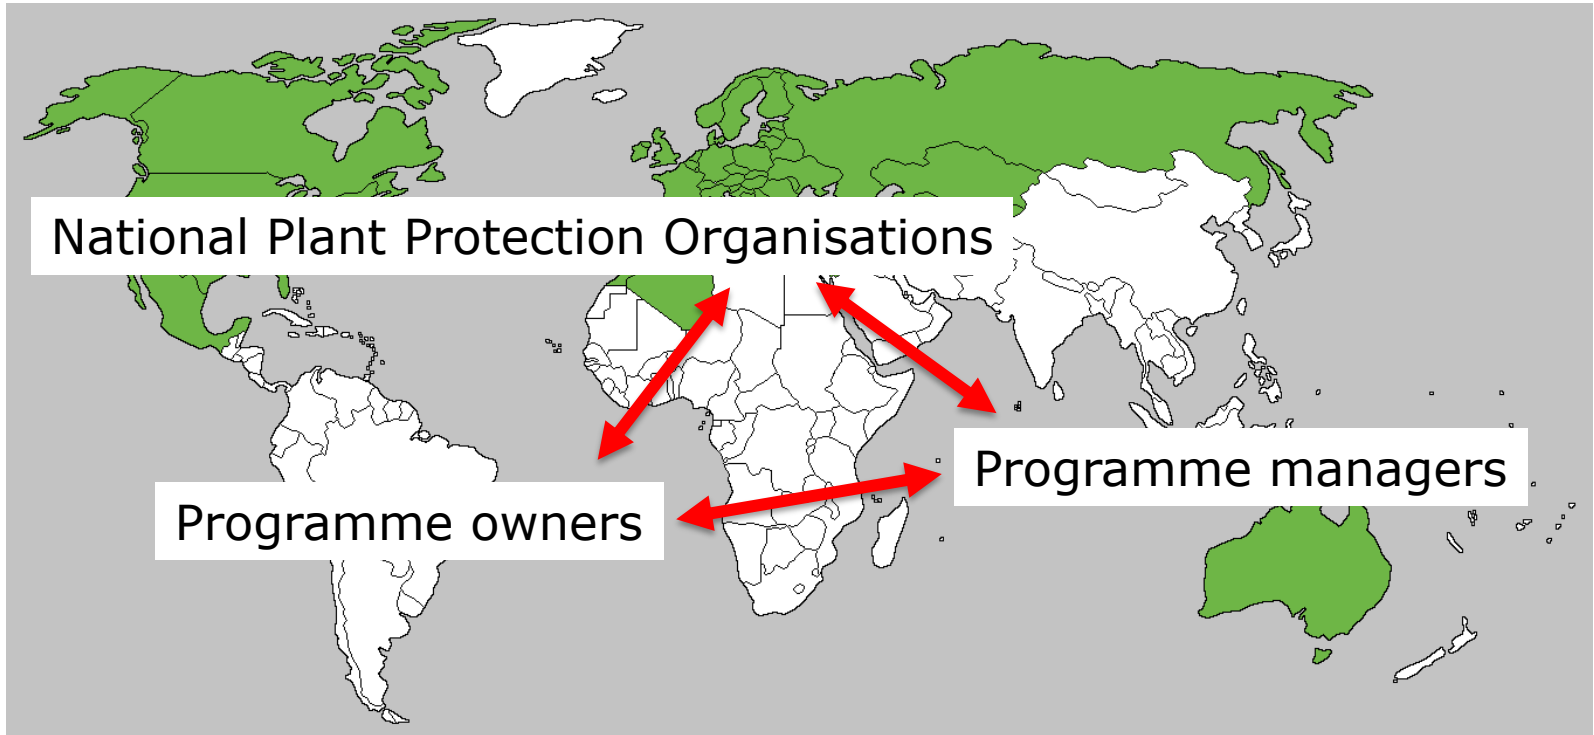 National Plant Protection Organisations
Programme managers
Programme owners